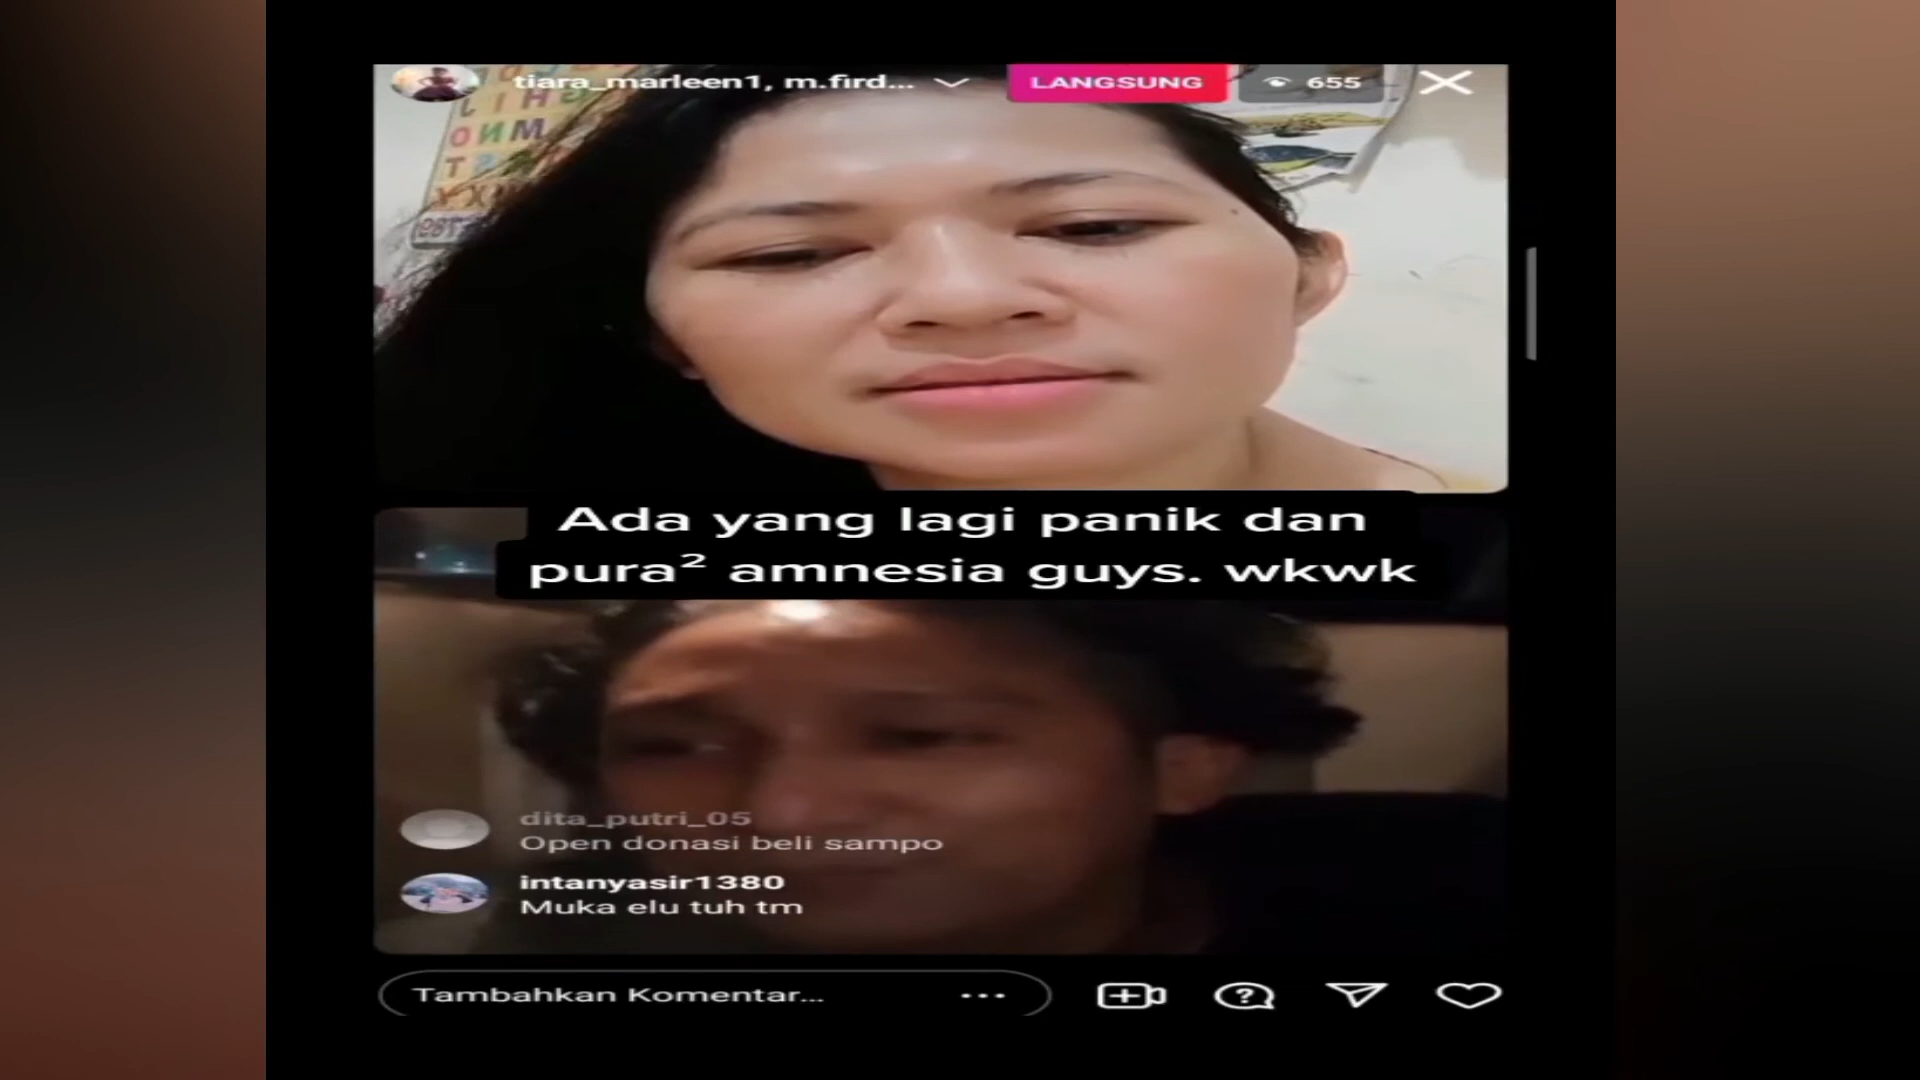 tiara_marleen1, m.fird...
LANGSUNG
655
Ada yang lagi panik dan
pura² amnesia guys. wkwk
dita_putri_05
Open donasi beli sampo
intanyasir1380
Muka elu tuh tm
Tambahkan Komentar...